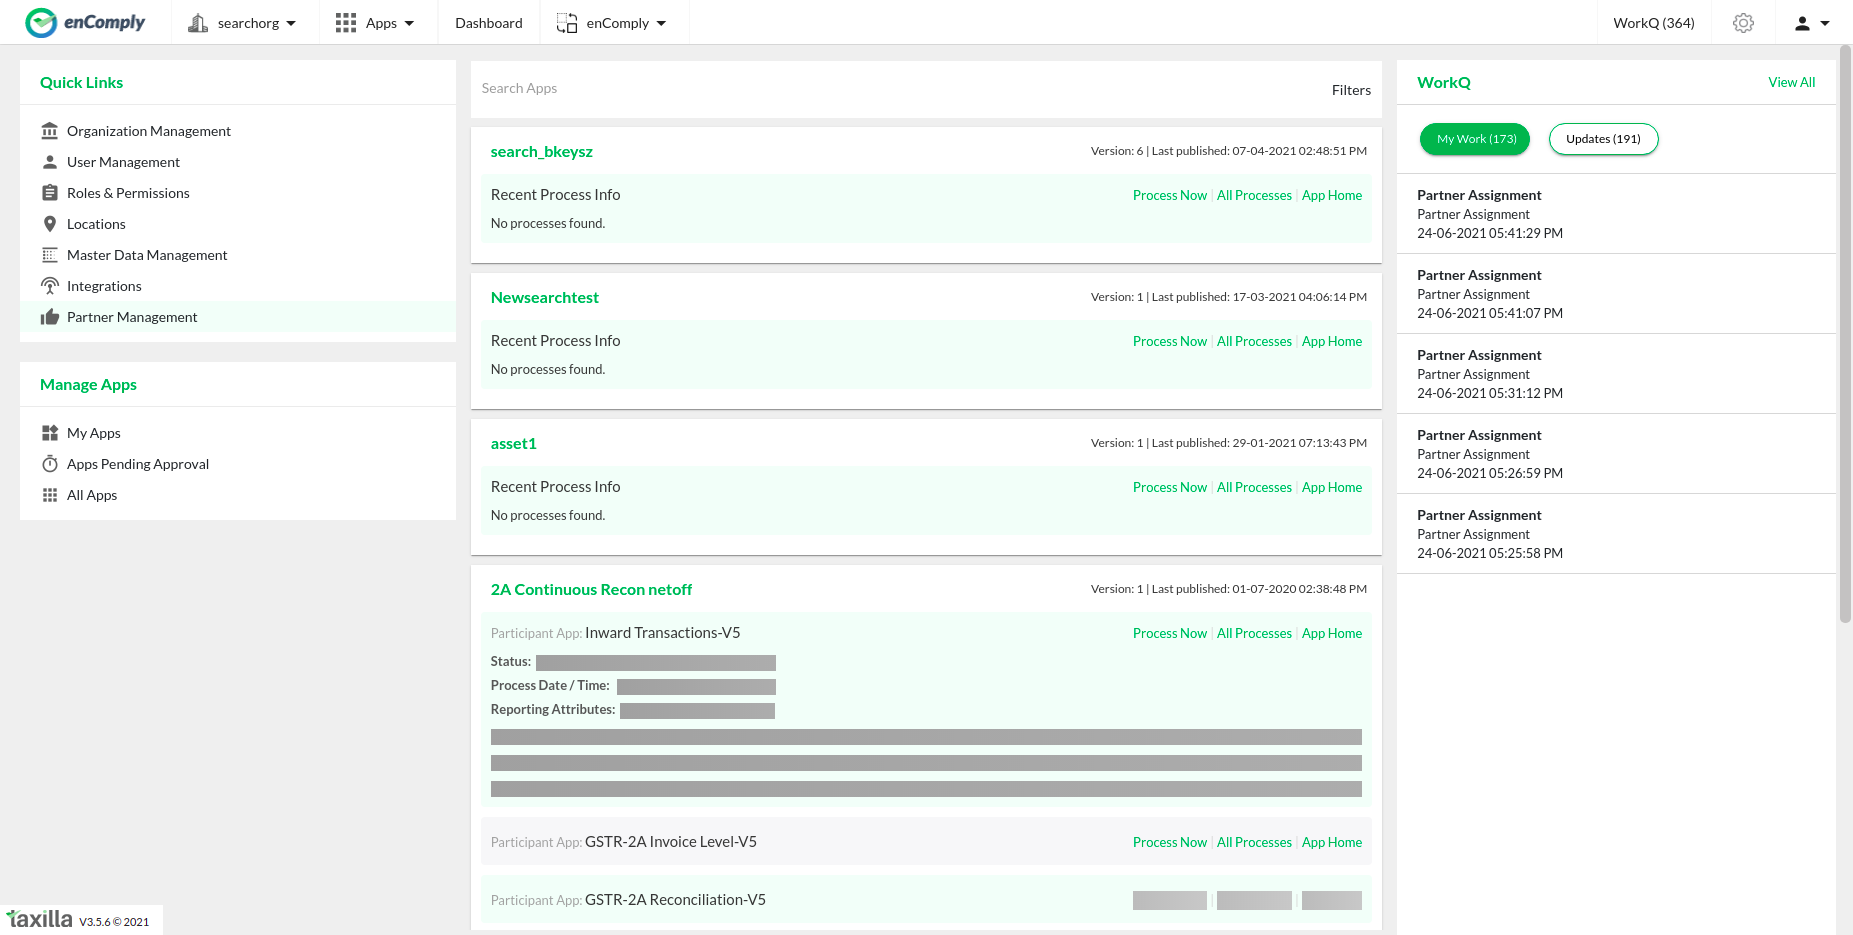 enComply
searchorg
Apps
Dashboard
enComply
WorkQ (364)
Quick Links
Organization Management
User Management
Roles & Permissions
Locations
Master Data Management
Integrations
Partner Management
Manage Apps
My Apps
Apps Pending Approval
All Apps
Search Apps
Filters
search_bkeysz
Version: 6 | Last published: 07-04-2021 02:48:51 PM
Recent Process Info
Process Now | All Processes | App Home
No processes found.
Newsearchtest
Version: 1 | Last published: 17-03-2021 04:06:14 PM
Recent Process Info
Process Now | All Processes | App Home
No processes found.
asset1
Version: 1 | Last published: 29-01-2021 07:13:43 PM
Recent Process Info
Process Now | All Processes | App Home
No processes found.
2A Continuous Recon netoff
Version: 1 | Last published: 01-07-2020 02:38:48 PM
Participant App: Inward Transactions-V5
Process Now | All Processes | App Home
Status:
Process Date / Time:
Reporting Attributes:
Participant App: GSTR-2A Invoice Level-V5
Process Now | All Processes | App Home
Participant App: GSTR-2A Reconciliation-V5
WorkQ
View All
My Work (173)
Updates (191)
Partner Assignment
Partner Assignment
24-06-2021 05:41:29 PM
Partner Assignment
Partner Assignment
24-06-2021 05:41:07 PM
Partner Assignment
Partner Assignment
24-06-2021 05:31:12 PM
Partner Assignment
Partner Assignment
24-06-2021 05:26:59 PM
Partner Assignment
Partner Assignment
24-06-2021 05:25:58 PM
taxilla V3.5.6 © 2021